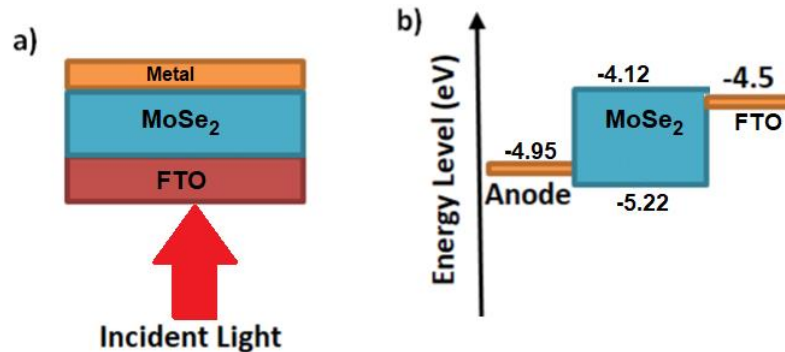 a)
Metal
MoSe₂
FTO
Incident Light
b)
Energy Level (eV)
-4.12
-4.5
MoSe₂
FTO
-4.95
Anode
-5.22